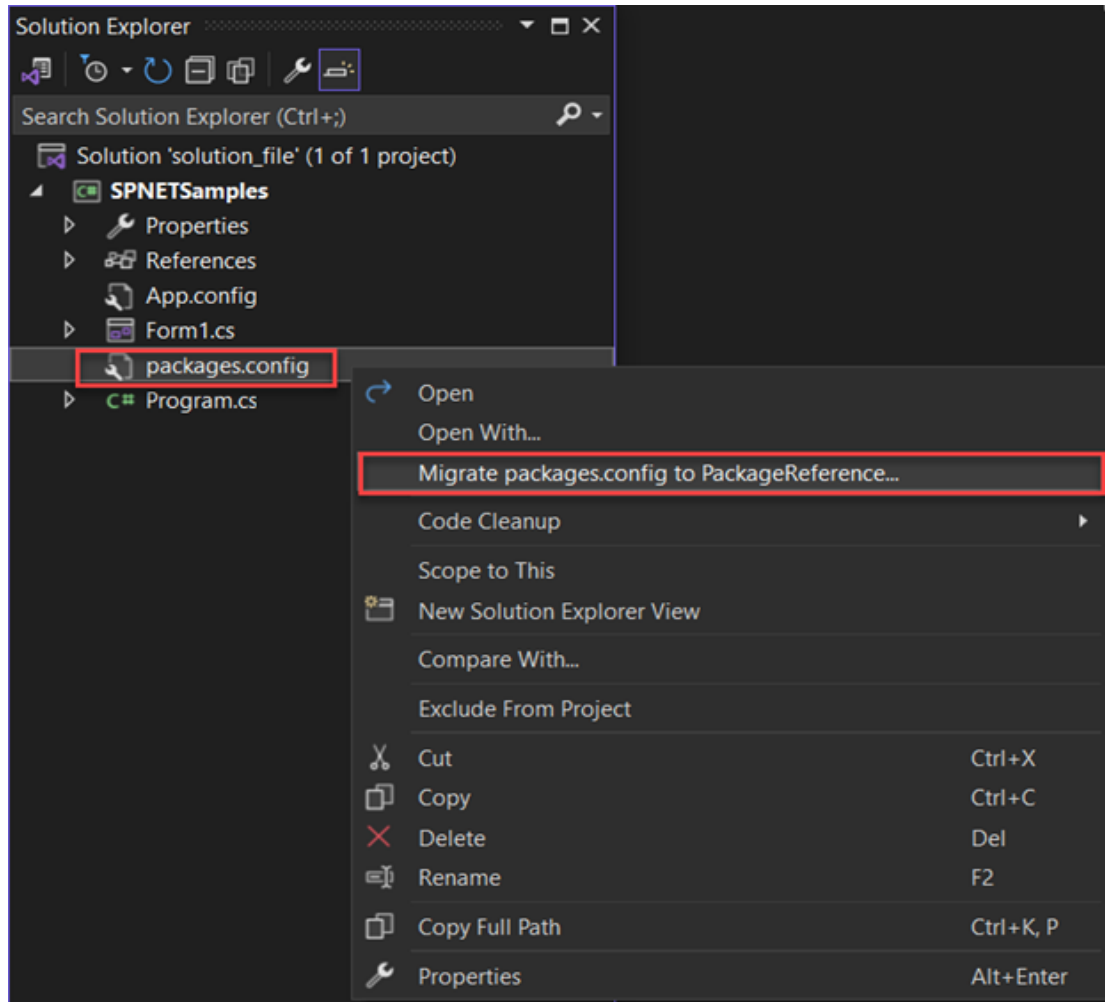 Solution Explorer
Search Solution Explorer (Ctrl+;)
Solution 'solution_file' (1 of 1 project)
C# SPNETSamples
Properties
References
App.config
Form1.cs
packages.config
C# Program.cs
Open
Open With...
Migrate packages.config to PackageReference...
Code Cleanup
Scope to This
New Solution Explorer View
Compare With...
Exclude From Project
Cut Ctrl+X
Copy Ctrl+C
Delete Del
Rename F2
Copy Full Path Ctrl+K, P
Properties Alt+Enter